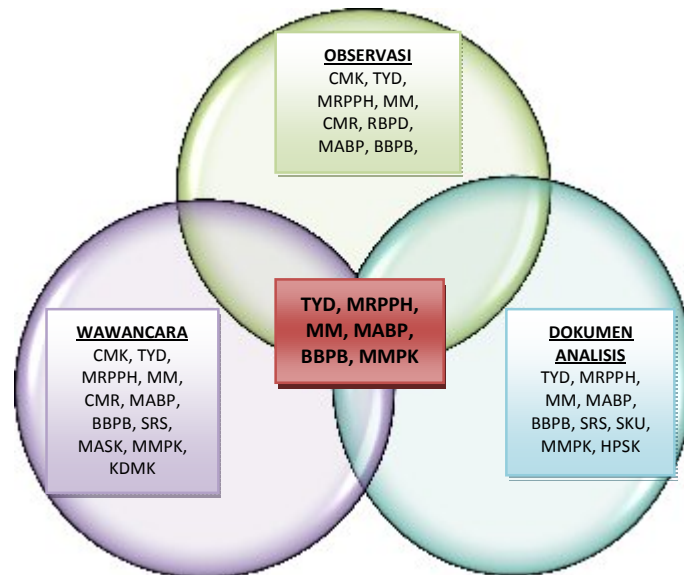 OBSERVASI
CMK, TYD,
MRPPH, MM,
CMR, RBPD,
MABP, BBPB,
TYD, MRPPH,
MM, MABP,
BBPB, MMPK
WAWANCARA
CMK, TYD,
MRPPH, MM,
CMR, MABP,
BBPB, SRS,
MASK, MMPK,
KDMK
DOKUMEN
ANALISIS
TYD, MRPPH,
MM, MABP,
BBPB, SRS, SKU,
MMPK, HPSK